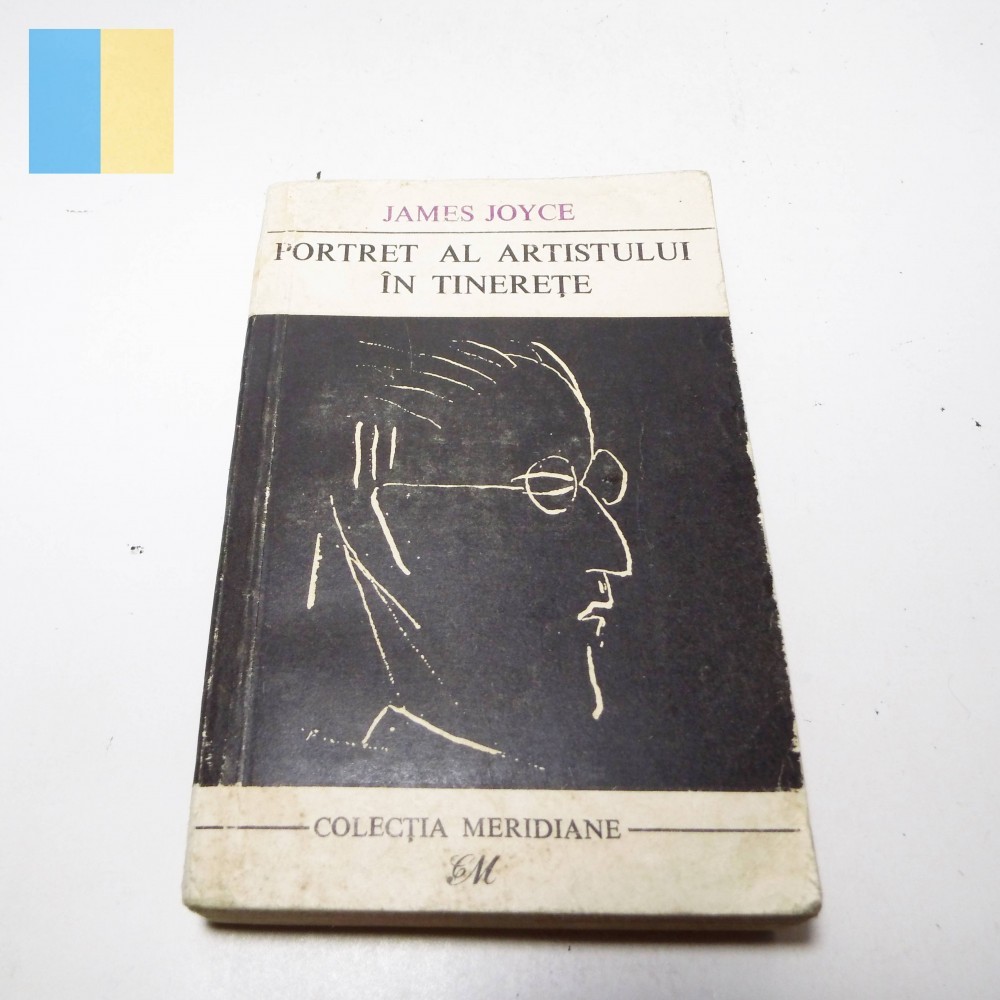 JAMES JOYCE
PORTRET AL ARTISTULUI
ÎN TINEREȚE
COLECȚIA MERIDIANE
CM